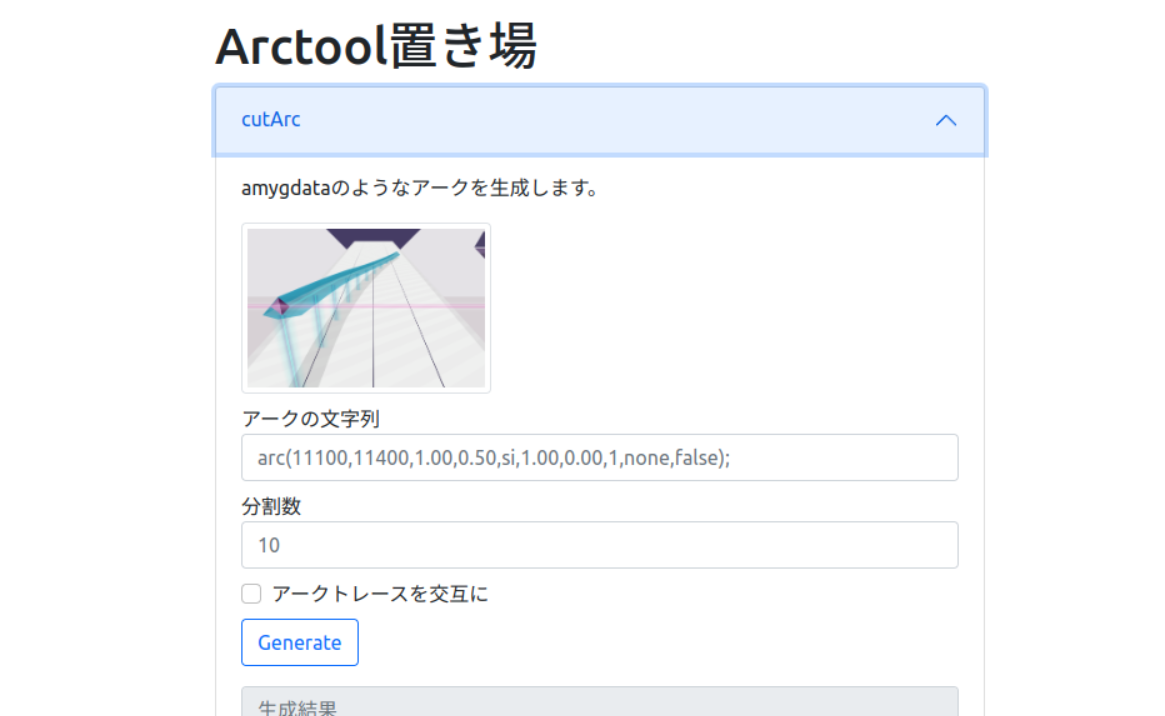 Arctool置き場
cutArc
amygdataのようなアークを生成します。
アークの文字列
arc(11100,11400,1.00,0.50,si,1.00,0.00,1,none,false);
分割数
10
アークトレースを交互に
Generate
生成結果